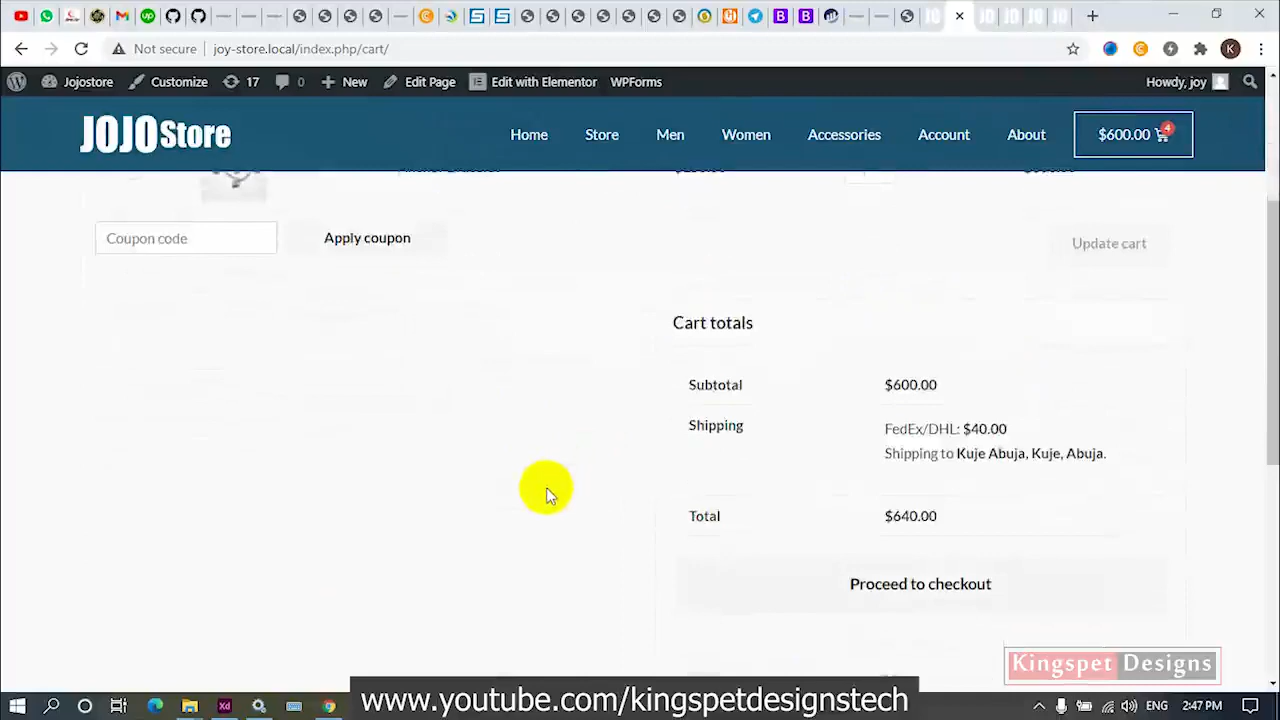 Not secure joy-store.local/index.php/cart/ K
Jojostore Customize 17 0 New Edit Page Edit with Elementor WPForms Howdy, joy
JOJO Store Home Store Men Women Accessories Account About $600.00 4
Coupon code Apply coupon Update cart
Cart totals
Subtotal $600.00
Shipping FedEx/DHL: $40.00
Shipping to Kuje Abuja, Kuje, Abuja.
Total $640.00
Proceed to checkout
Kingspet Designs
www.youtube.com/kingspetdesignstech
ENG 2:47 PM